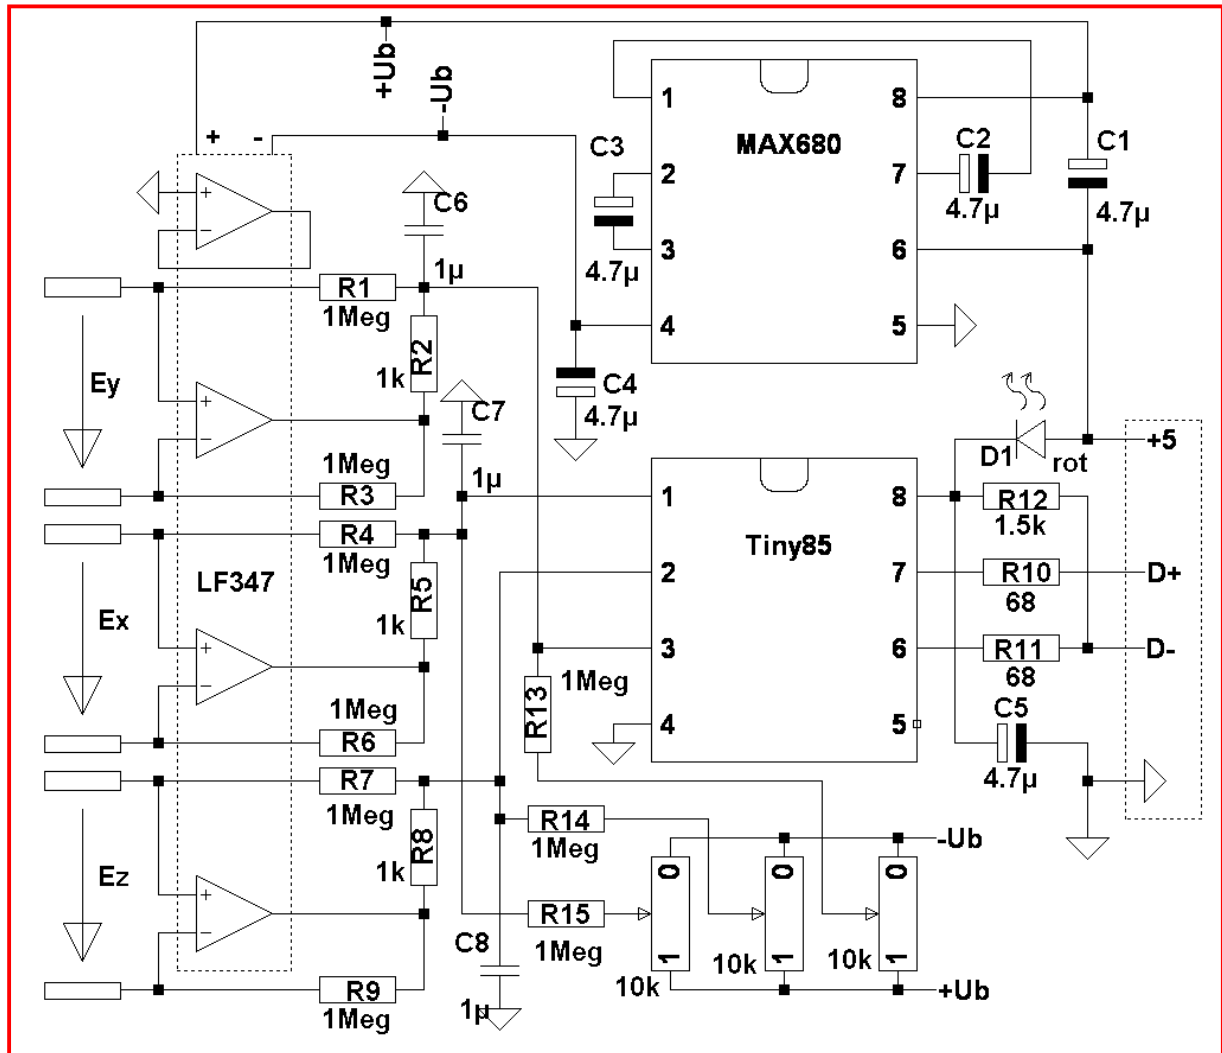 +Ub
-Ub
+ -
+
−
C6
1µ
R1
1Meg
R2
1k
Ey
+
−
C7
1µ
1Meg
R3
R4
1Meg
R5
1k
LF347
Ex
+
−
1Meg
R6
R7
1Meg
R8
1k
Ez
+
−
R9
1Meg
C8
1µ
MAX680
1
2
3
4
8
7
6
5
C3
4.7µ
C2
4.7µ
C1
4.7µ
C4
4.7µ
D1
rot
+5
Tiny85
1
2
3
4
8
7
6
5
R12
1.5k
R10
68
D+
R11
68
D-
C5
4.7µ
R13
1Meg
R14
1Meg
R15
1Meg
0
1
10k
0
1
10k
0
1
10k
-Ub
+Ub